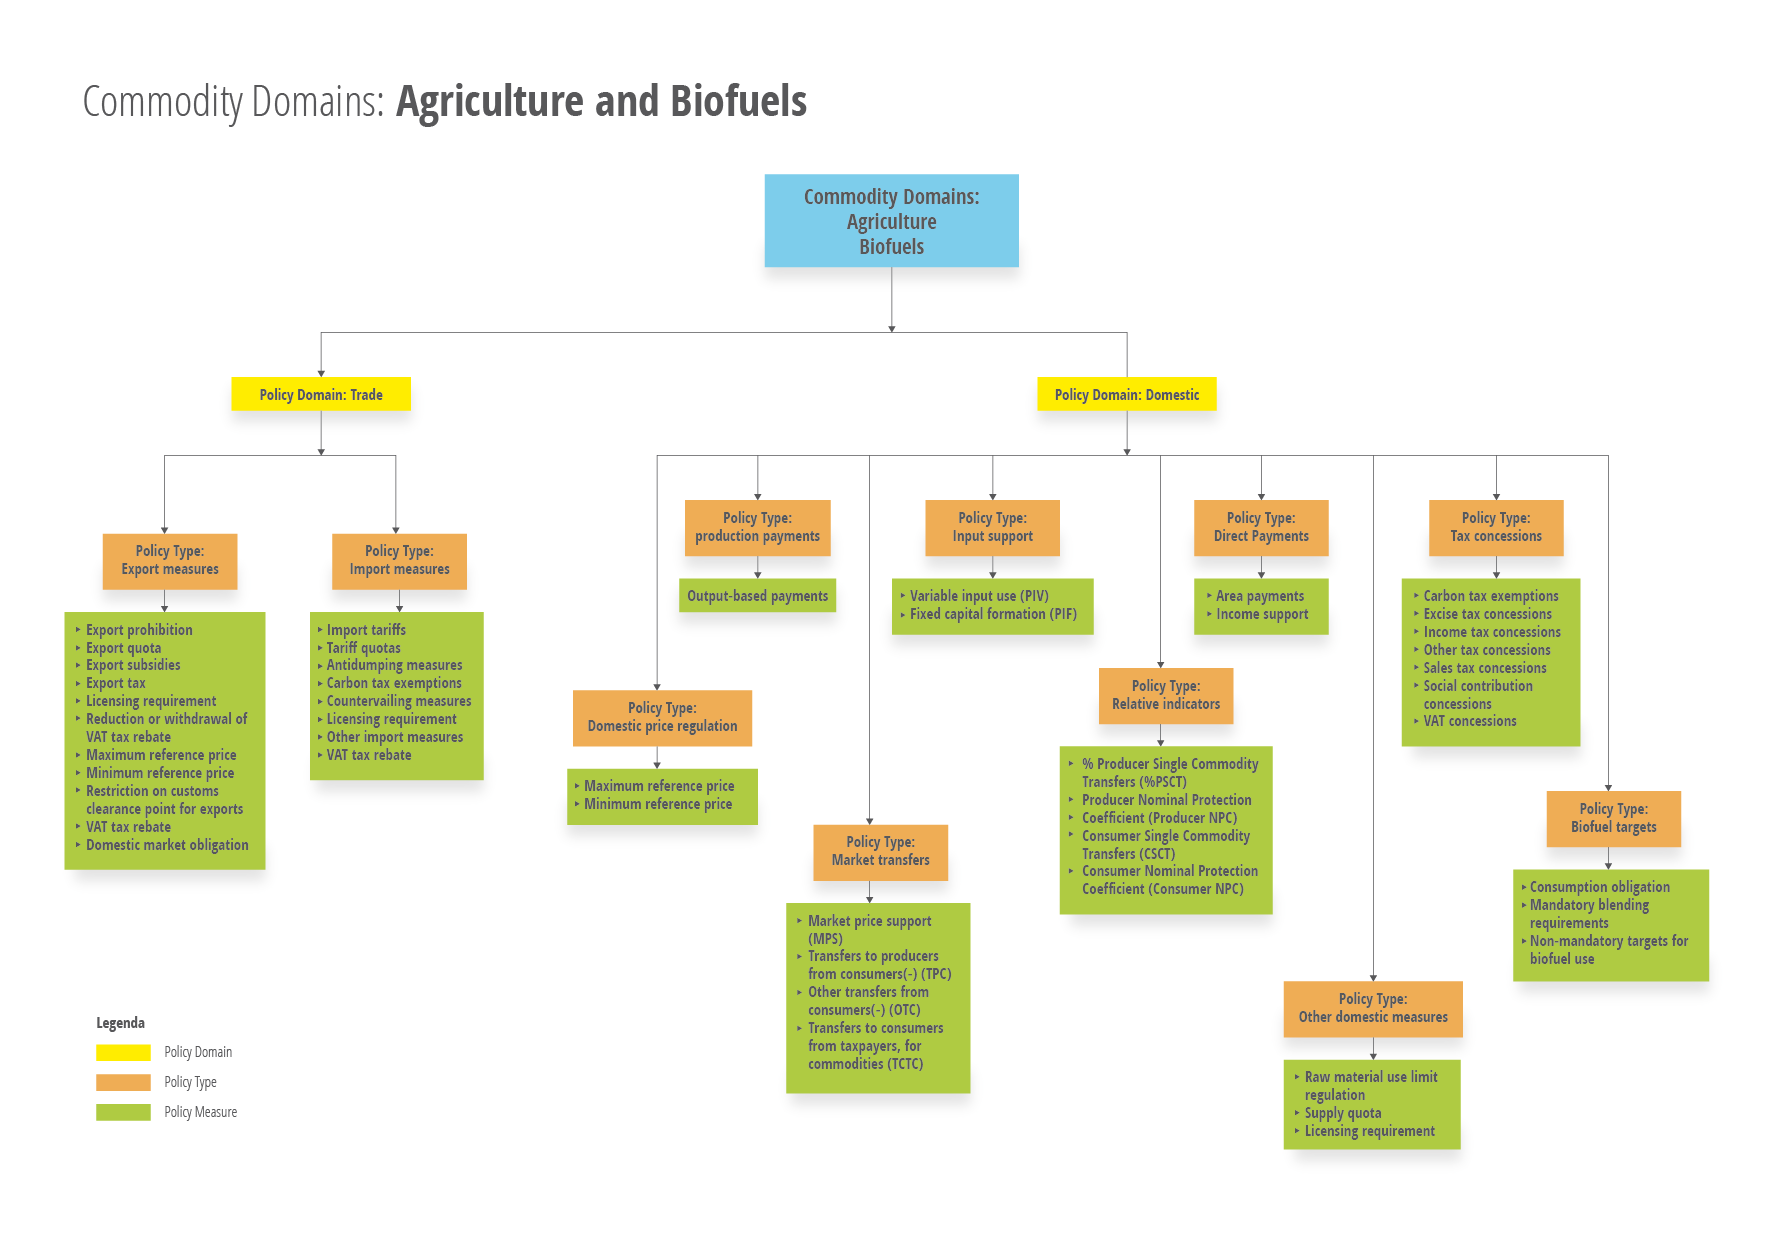 Commodity Domains: Agriculture and Biofuels
Commodity Domains:
Agriculture
Biofuels
Policy Domain: Trade
Policy Domain: Domestic
Policy Type:
Export measures
‣ Export prohibition
‣ Export quota
‣ Export subsidies
‣ Export tax
‣ Licensing requirement
‣ Reduction or withdrawal of
VAT tax rebate
‣ Maximum reference price
‣ Minimum reference price
‣ Restriction on customs
clearance point for exports
‣ VAT tax rebate
‣ Domestic market obligation
Policy Type:
Import measures
‣ Import tariffs
‣ Tariff quotas
‣ Antidumping measures
‣ Carbon tax exemptions
‣ Countervailing measures
‣ Licensing requirement
‣ Other import measures
‣ VAT tax rebate
Policy Type:
Domestic price regulation
‣ Maximum reference price
‣ Minimum reference price
Policy Type:
production payments
Output-based payments
Policy Type:
Market transfers
‣ Market price support
(MPS)
‣ Transfers to producers
from consumers(-) (TPC)
‣ Other transfers from
consumers(-) (OTC)
‣ Transfers to consumers
from taxpayers, for
commodities (TCTC)
Policy Type:
Input support
‣ Variable input use (PIV)
‣ Fixed capital formation (PIF)
Policy Type:
Relative indicators
‣ % Producer Single Commodity
Transfers (%PSCT)
‣ Producer Nominal Protection
‣ Coefficient (Producer NPC)
‣ Consumer Single Commodity
Transfers (CSCT)
‣ Consumer Nominal Protection
Coefficient (Consumer NPC)
Policy Type:
Direct Payments
‣ Area payments
‣ Income support
Policy Type:
Other domestic measures
‣ Raw material use limit
regulation
‣ Supply quota
‣ Licensing requirement
Policy Type:
Tax concessions
‣ Carbon tax exemptions
‣ Excise tax concessions
‣ Income tax concessions
‣ Other tax concessions
‣ Sales tax concessions
‣ Social contribution
concessions
‣ VAT concessions
Policy Type:
Biofuel targets
‣ Consumption obligation
‣ Mandatory blending
requirements
‣ Non-mandatory targets for
biofuel use
Legenda
Policy Domain
Policy Type
Policy Measure